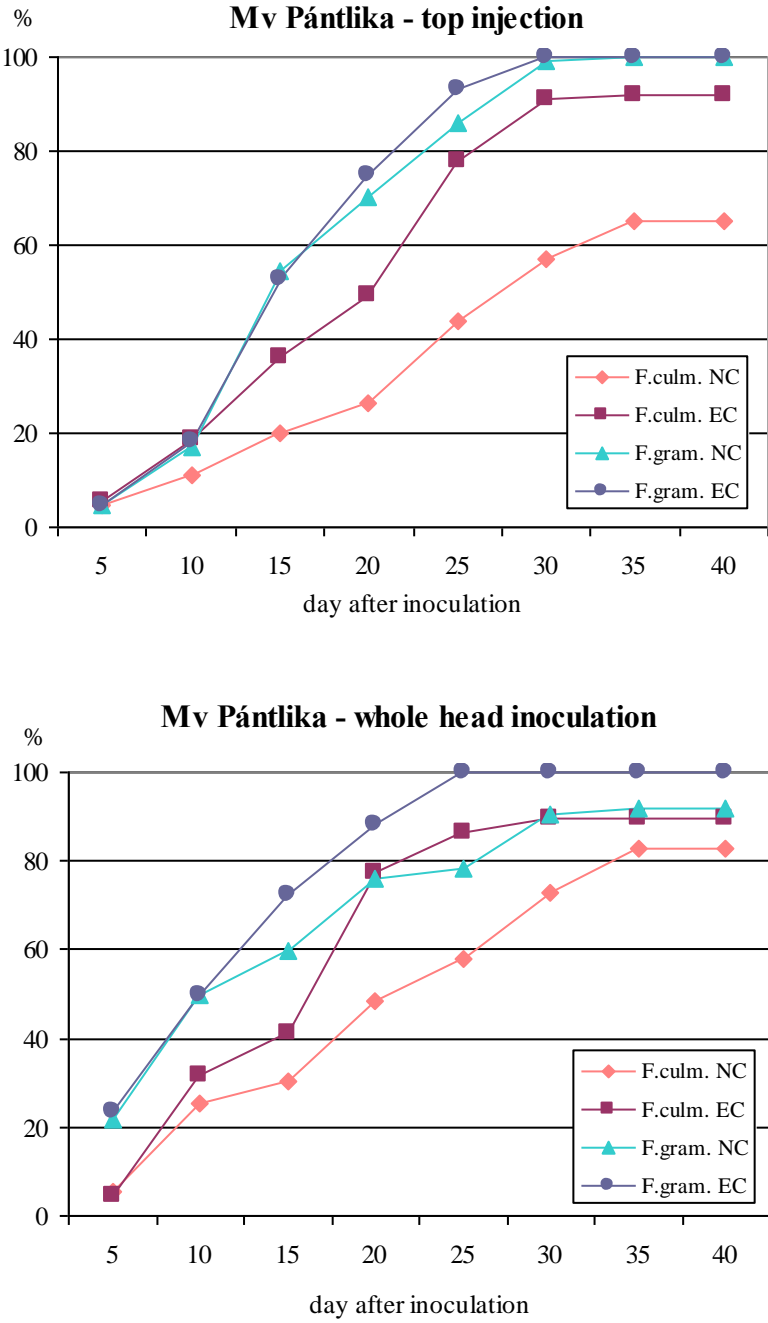 %
Mv Pántlika - top injection
100
80
60
40
20
0
F.culm. NC
F.culm. EC
F.gram. NC
F.gram. EC
5 10 15 20 25 30 35 40
day after inoculation
Mv Pántlika - whole head inoculation
%
100
80
60
40
20
0
F.culm. NC
F.culm. EC
F.gram. NC
F.gram. EC
5 10 15 20 25 30 35 40
day after inoculation